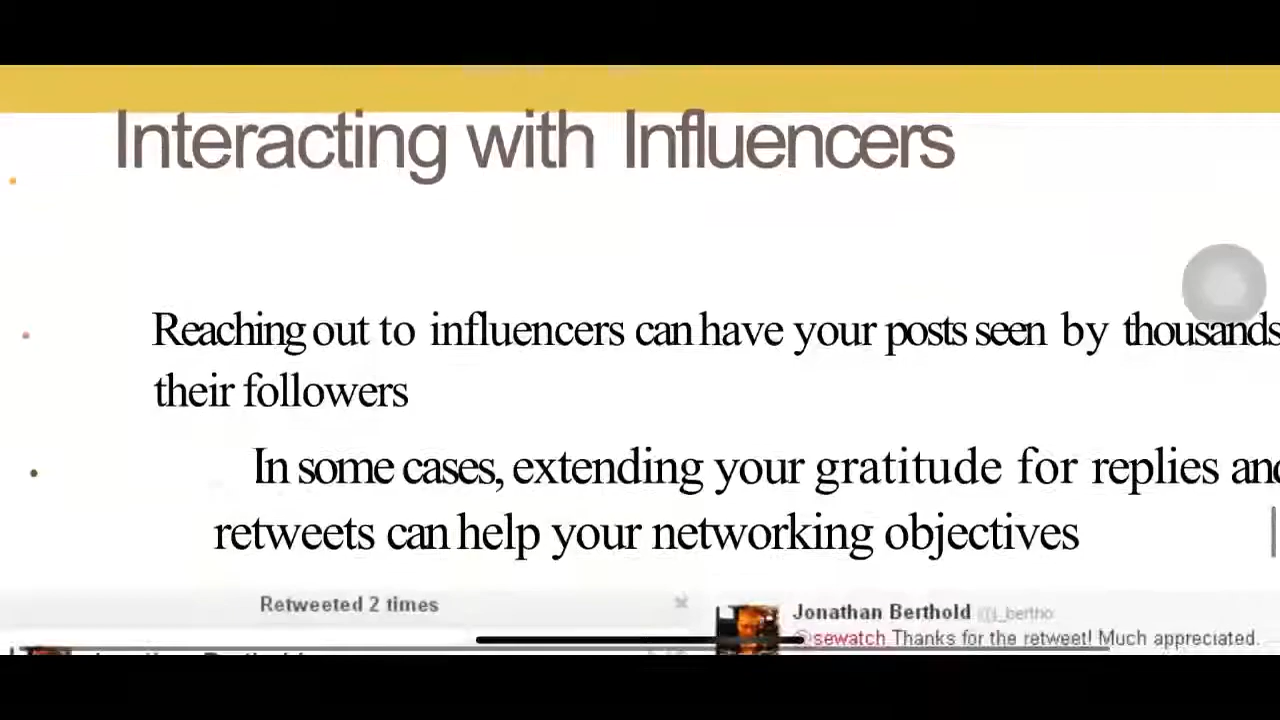 Interacting with Influencers
Reaching out to influencers can have your posts seen by thousands
their followers
In some cases, extending your gratitude for replies and
retweets can help your networking objectives
Retweeted 2 times
Jonathan Berthold @j_bertho
@sewatch Thanks for the retweet! Much appreciated.